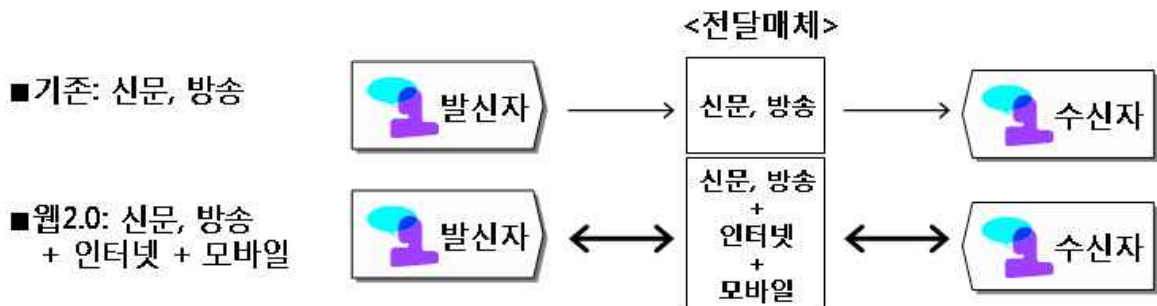 <전달매체>
■기존: 신문, 방송
발신자
신문, 방송
수신자
■웹2.0: 신문, 방송
+ 인터넷 + 모바일
발신자
신문, 방송
+
인터넷
+
모바일
수신자